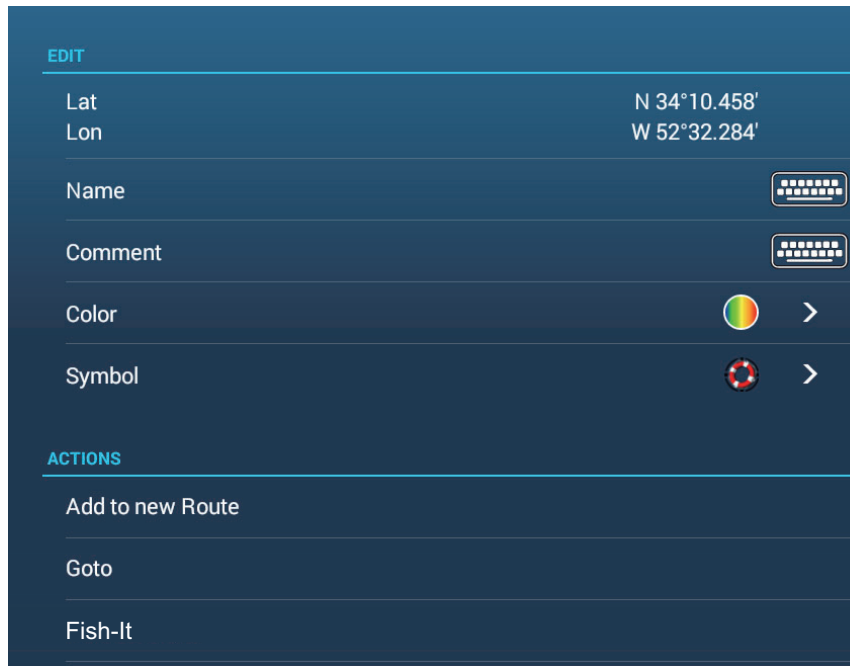 EDIT
Lat N 34°10.458'
Lon W 52°32.284'
Name
Comment
Color
Symbol
ACTIONS
Add to new Route
Goto
Fish-It